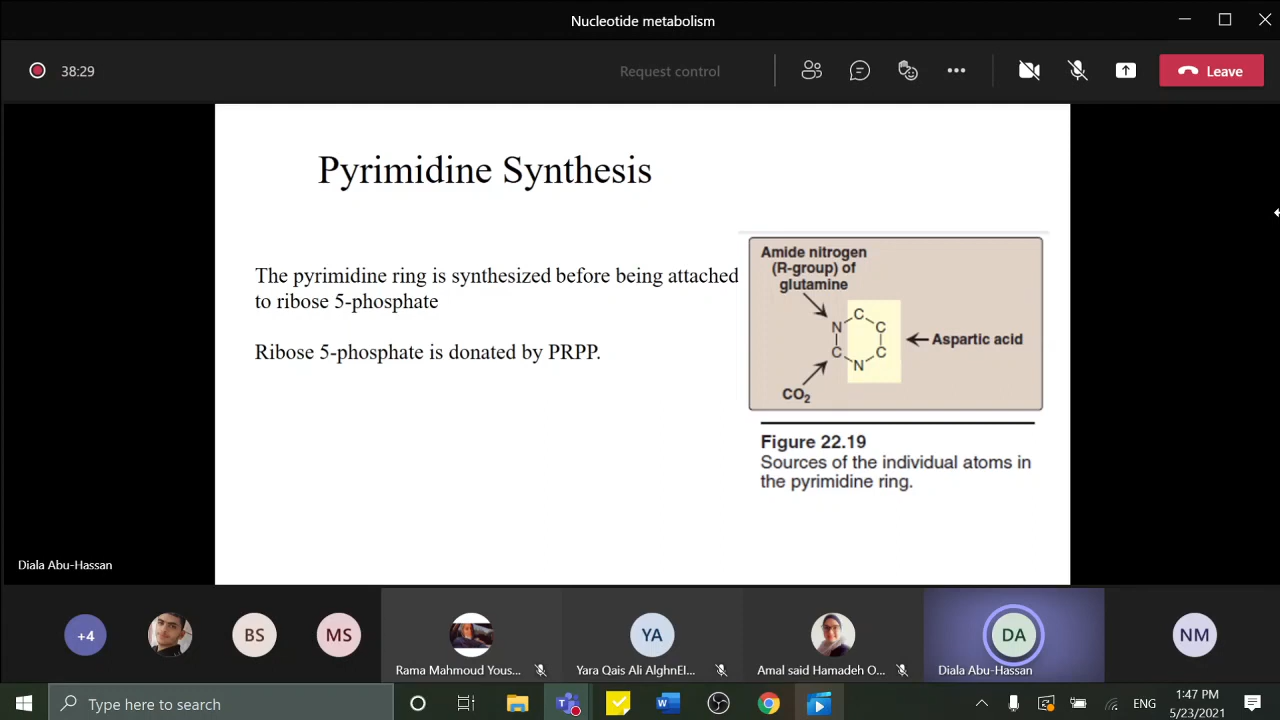 Nucleotide metabolism
38:29
Request control
Leave
Pyrimidine Synthesis
The pyrimidine ring is synthesized before being attached
to ribose 5-phosphate
Ribose 5-phosphate is donated by PRPP.
Amide nitrogen
(R-group) of
glutamine
C
N
C
C
C
N
Aspartic acid
CO₂
Figure 22.19
Sources of the individual atoms in
the pyrimidine ring.
Diala Abu-Hassan
+4
BS
MS
YA
DA
NM
Rama Mahmoud Yous...
Yara Qais Ali AlghnEl...
Amal said Hamadeh O...
Diala Abu-Hassan
Type here to search
ENG
1:47 PM
5/23/2021